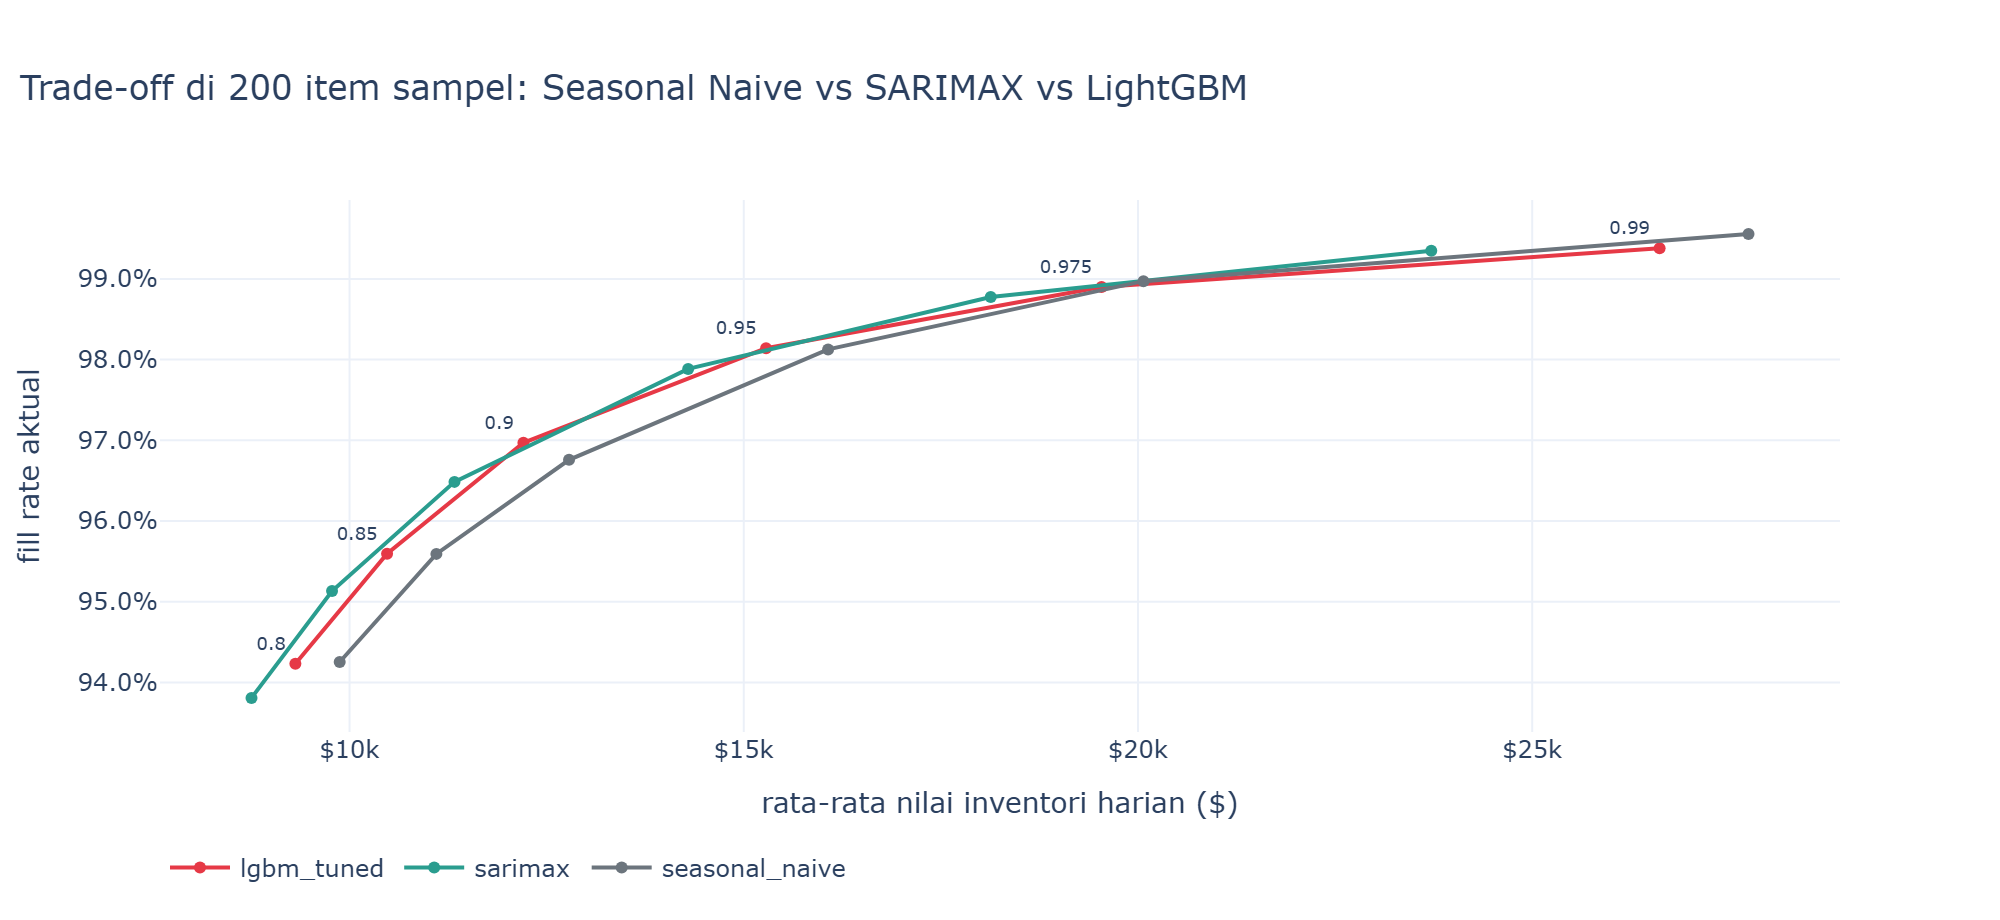 Trade-off di 200 item sampel: Seasonal Naive vs SARIMAX vs LightGBM
fill rate aktual
99.0%
98.0%
97.0%
96.0%
95.0%
94.0%
0.8
0.85
0.9
0.95
0.975
0.99
$10k
$15k
$20k
$25k
rata-rata nilai inventori harian ($)
lgbm_tuned
sarimax
seasonal_naive